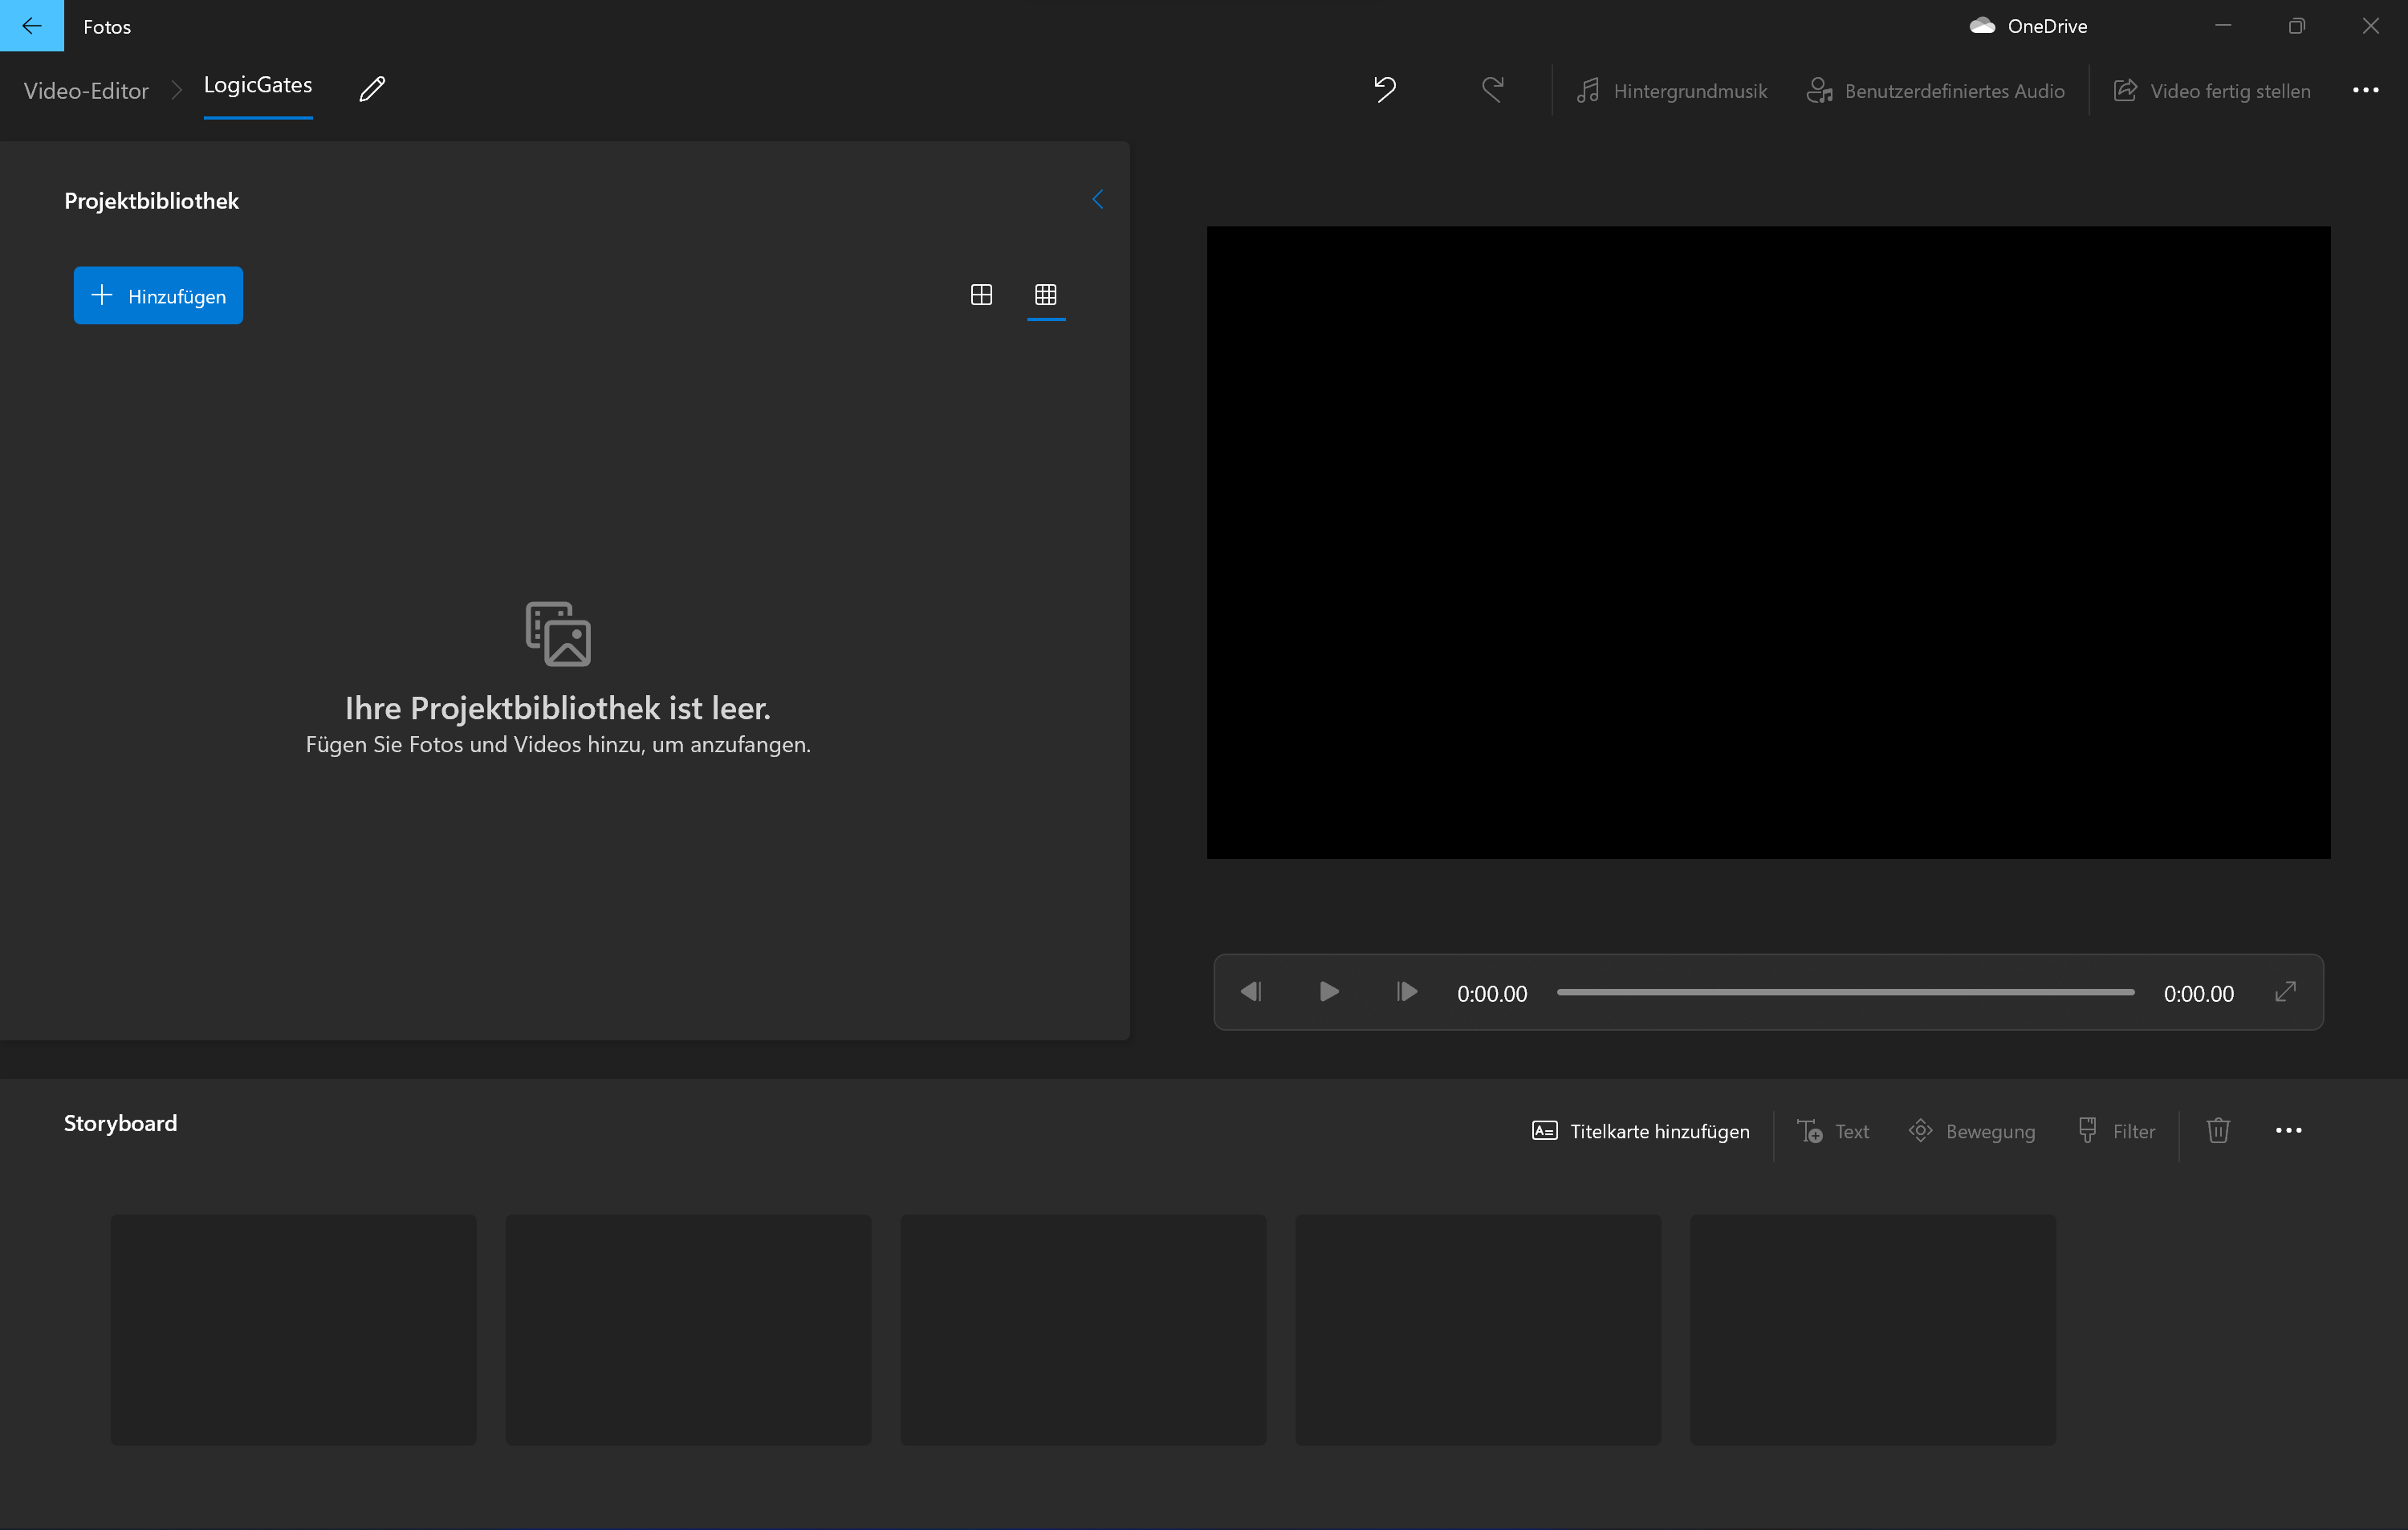 Fotos
OneDrive
Video-Editor
LogicGates
Hintergrundmusik
Benutzerdefiniertes Audio
Video fertig stellen
Projektbibliothek
Hinzufügen
Ihre Projektbibliothek ist leer.
Fügen Sie Fotos und Videos hinzu, um anzufangen.
0:00.00
0:00.00
Storyboard
Titelkarte hinzufügen
Text
Bewegung
Filter